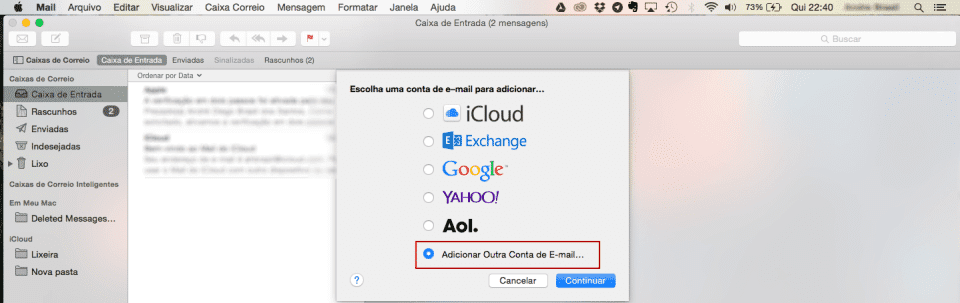 Mail Arquivo Editar Visualizar Caixa Correio Mensagem Formatar Janela Ajuda 73% Qui 22:40
Caixa de Entrada (2 mensagens)
Buscar
Caixas de Correio Caixa de Entrada Enviadas Sinalizadas Rascunhos (2)
Caixas de Correio
Caixa de Entrada
Rascunhos 2
Enviadas
Indesejadas
Lixo
Caixas de Correio Inteligentes
Em Meu Mac
Deleted Messages...
iCloud
Lixeira
Nova pasta
Ordenar por Data
Apple
iCloud
Escolha uma conta de e-mail para adicionar...
iCloud
Exchange
Google
YAHOO!
Aol.
Adicionar Outra Conta de E-mail...
? Cancelar Continuar